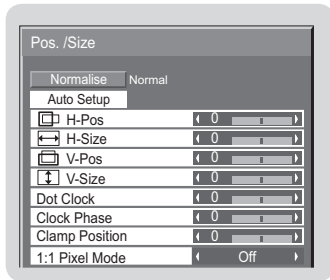 Pos. /Size
Normalise Normal
Auto Setup
H-Pos 0
H-Size 0
V-Pos 0
V-Size 0
Dot Clock 0
Clock Phase 0
Clamp Position 0
1:1 Pixel Mode Off